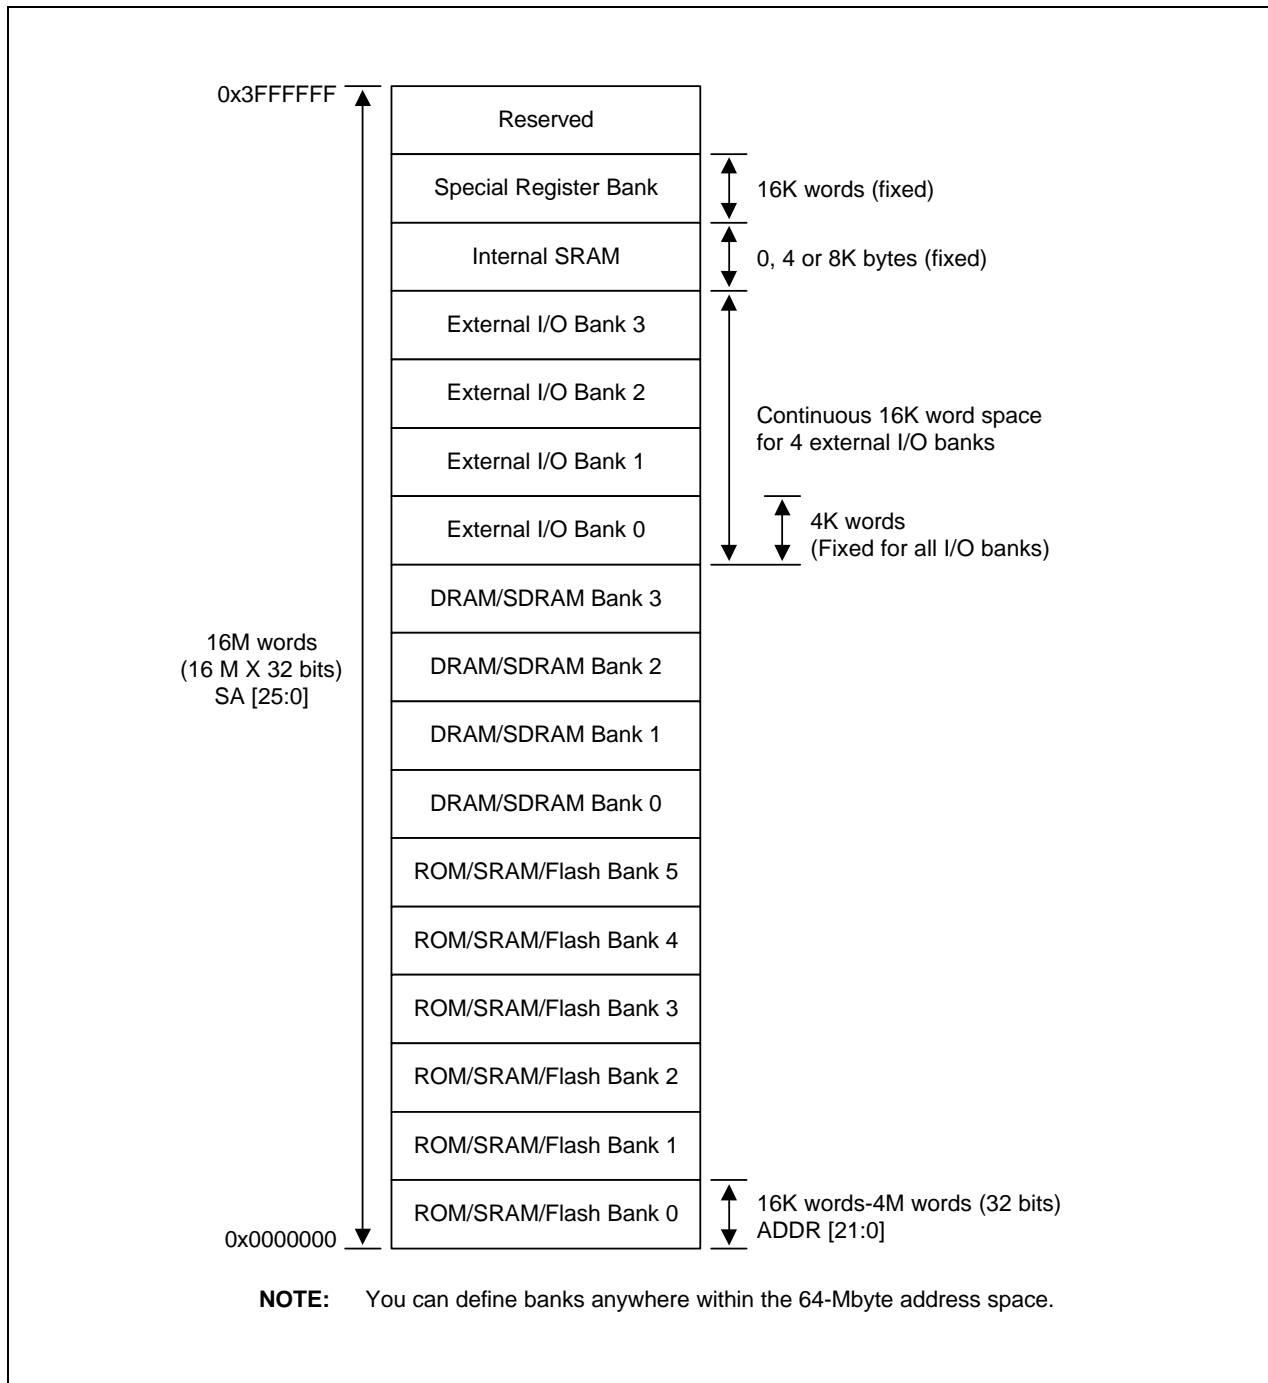 0x3FFFFFF
Reserved
Special Register Bank
16K words (fixed)
Internal SRAM
0, 4 or 8K bytes (fixed)
External I/O Bank 3
External I/O Bank 2
Continuous 16K word space
for 4 external I/O banks
External I/O Bank 1
External I/O Bank 0
4K words
(Fixed for all I/O banks)
DRAM/SDRAM Bank 3
16M words
(16 M X 32 bits)
SA [25:0]
DRAM/SDRAM Bank 2
DRAM/SDRAM Bank 1
DRAM/SDRAM Bank 0
ROM/SRAM/Flash Bank 5
ROM/SRAM/Flash Bank 4
ROM/SRAM/Flash Bank 3
ROM/SRAM/Flash Bank 2
ROM/SRAM/Flash Bank 1
ROM/SRAM/Flash Bank 0
16K words-4M words (32 bits)
ADDR [21:0]
0x0000000
NOTE: You can define banks anywhere within the 64-Mbyte address space.